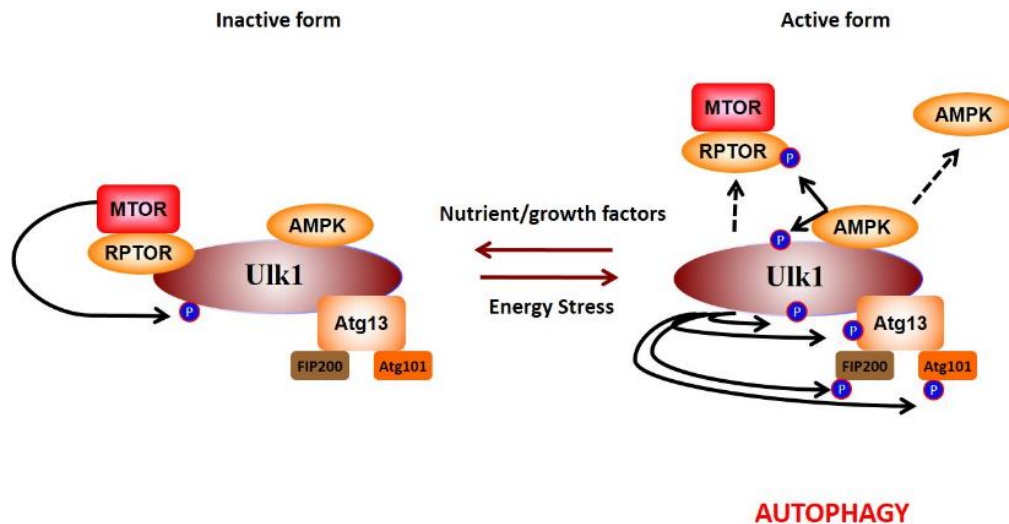 Inactive form
Active form
MTOR
RPTOR
AMPK
Ulk1
P
Atg13
FIP200
Atg101
Nutrient/growth factors
Energy Stress
MTOR
RPTOR
P
AMPK
AMPK
P
Ulk1
P
P
Atg13
FIP200
Atg101
P
P
AUTOPHAGY